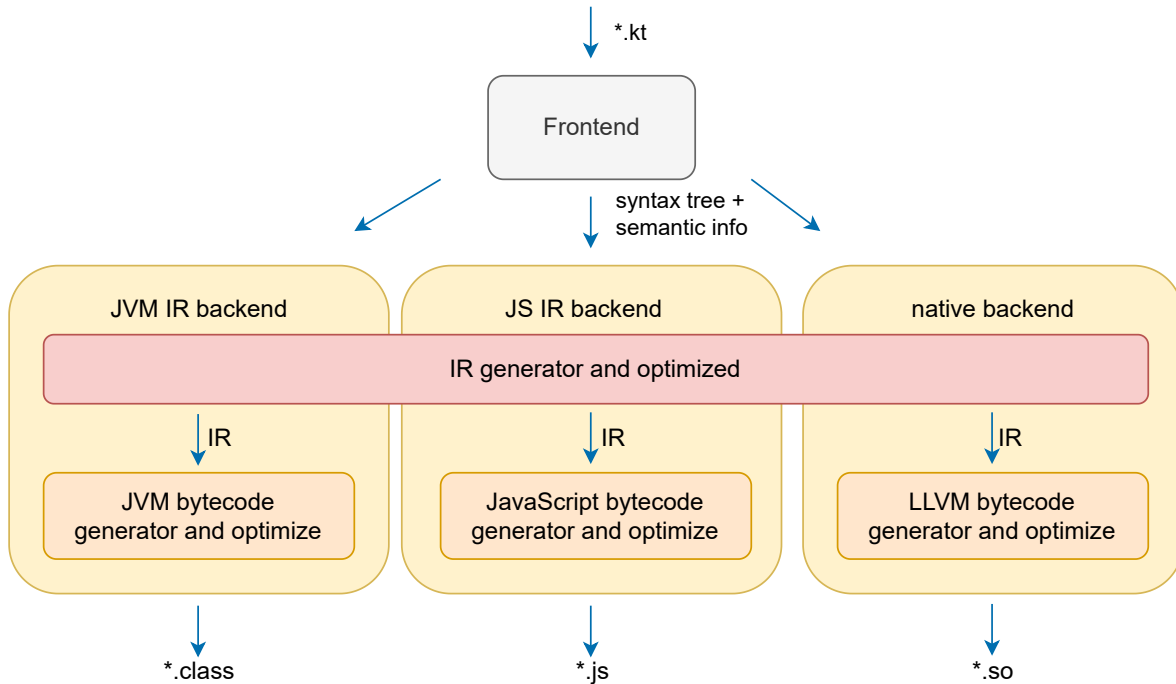 *.kt
Frontend
syntax tree +
semantic info
JVM IR backend
JS IR backend
native backend
IR generator and optimized
IR
IR
IR
JVM bytecode
generator and optimize
JavaScript bytecode
generator and optimize
LLVM bytecode
generator and optimize
*.class
*.js
*.so